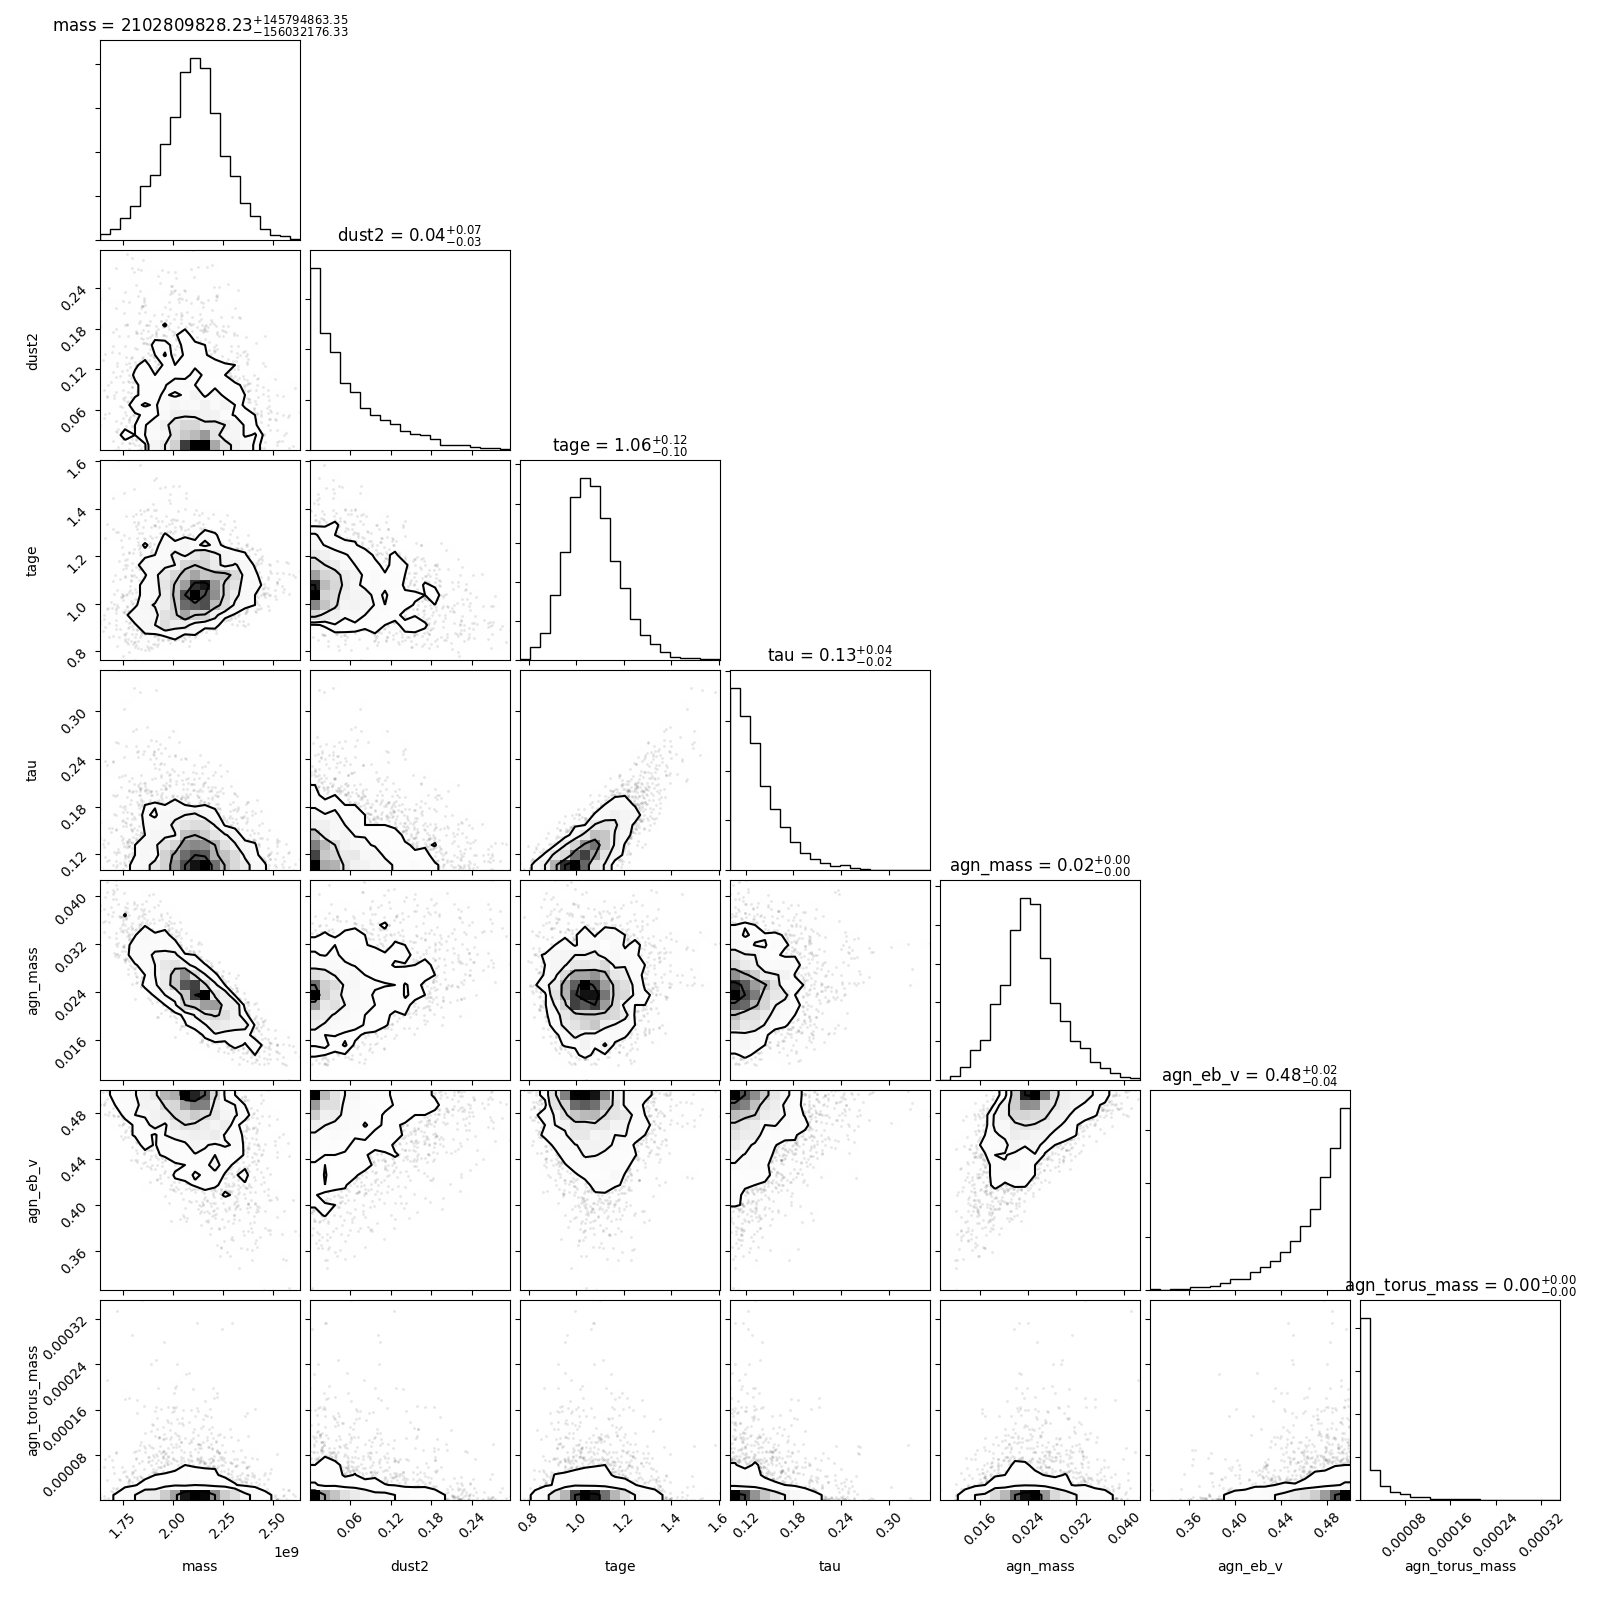 mass = 2102809828.23+145794863.35−156032176.33
dust2 = 0.04+0.07−0.03
0.24
0.18
0.12
0.06
dust2
tage = 1.06+0.12−0.10
1.6
1.4
1.2
1.0
0.8
tage
tau = 0.13+0.04−0.02
0.30
0.24
0.18
0.12
tau
agn_mass = 0.02+0.00−0.00
0.040
0.032
0.024
0.016
agn_mass
agn_eb_v = 0.48+0.02−0.04
0.48
0.44
0.40
0.36
agn_eb_v
agn_torus_mass = 0.00+0.00−0.00
0.00032
0.00024
0.00016
0.00008
agn_torus_mass
1.75 2.00 2.25 2.50 0.06 0.12 0.18 0.24 0.8 1.0 1.2 1.4 1.6 0.12 0.18 0.24 0.30 0.016 0.024 0.032 0.040 0.36 0.40 0.44 0.48 0.00008 0.00016 0.00024 0.00032
1e9
mass dust2 tage tau agn_mass agn_eb_v agn_torus_mass